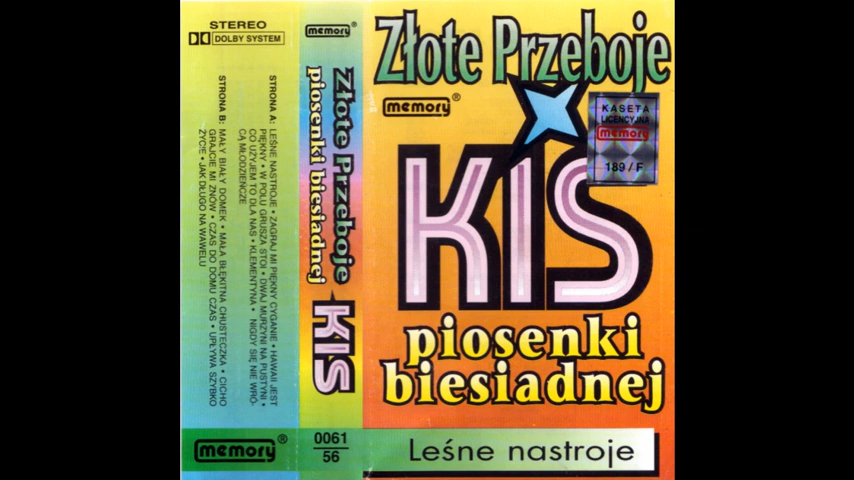 STEREO
DOLBY SYSTEM
STRONA A: LEŚNE NASTROJE • ZAGRAJ MI PIĘKNY CYGANIE • HAWAII JEST
PIĘKNY • W POLU GRUSZA STOI • DWAJ MURZYNI NA PUSTYNI •
CO UŻYJEM TO DLA NAS • KLEMENTYNA • NIGDY SIĘ NIE WRÓ-
CĄ MŁODZIEŃCZE
STRONA B: MAŁY BIAŁY DOMEK • MAŁA BŁĘKITNA CHUSTECZKA • CICHO
GRAJCIE MI ZNÓW • CZAS DO DOMU CZAS • UPŁYWA SZYBKO
ŻYCIE • JAK DŁUGO NA WAWELU
memory®
memory®
Złote Przeboje
piosenki biesiadnej
KIS
0061
56
Złote Przeboje
memory®
KASETA
LICENCYJNA
memory
189/F
KIS
piosenki
biesiadnej
Leśne nastroje